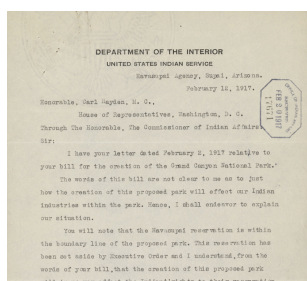 DEPARTMENT OF THE INTERIOR
UNITED STATES INDIAN SERVICE
Havasupai Agency, Supai, Arizona.
February 12, 1917.
Honorable, Carl Hayden, M. C.,
House of Representatives, Washington, D. C.
Through The Honorable, The Commissioner of Indian Affairs,
Sir:
I have your letter dated February 2, 1917 relative to
your bill for the creation of the Grand Canyon National Park.
The words of this bill are not clear to me as to just
how the creation of this proposed park will effect our Indian
industries within the park. Hence, I shall endeavor to explain
our situation.
You will note that the Havasupai reservation is within
the boundary line of the proposed park. This reservation has
been set aside by Executive Order and I understand, from the
words of your bill, that the creation of this proposed park